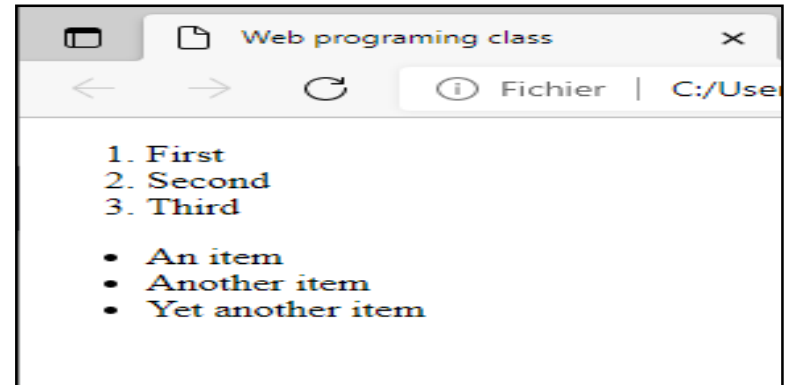 Web programing class
Fichier | C:/User
1. First
2. Second
3. Third
• An item
• Another item
• Yet another item